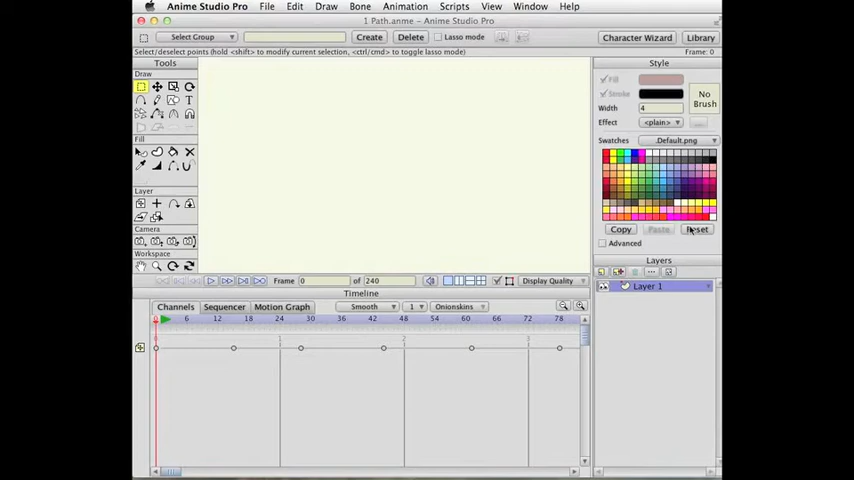 Anime Studio Pro File Edit Draw Bone Animation Scripts View Window Help
1 Path.anme - Anime Studio Pro
Select Group Create Delete Lasso mode Character Wizard Library
Select/deselect points (hold <shift> to modify current selection, <ctrl/cmd> to toggle lasso mode) Frame: 0
Tools
Draw
T
Fill
Layer
Camera
Workspace
Style
Fill
Stroke
No Brush
Width 4
Effect <plain>
Swatches .Default.png
Copy Paste Reset
Advanced
Layers
Layer 1
Frame 0 of 240 Display Quality
Timeline
Channels Sequencer Motion Graph Smooth 1 Onionskins
0 6 12 18 24 30 36 42 48 54 60 66 72 78
0 1 2 3